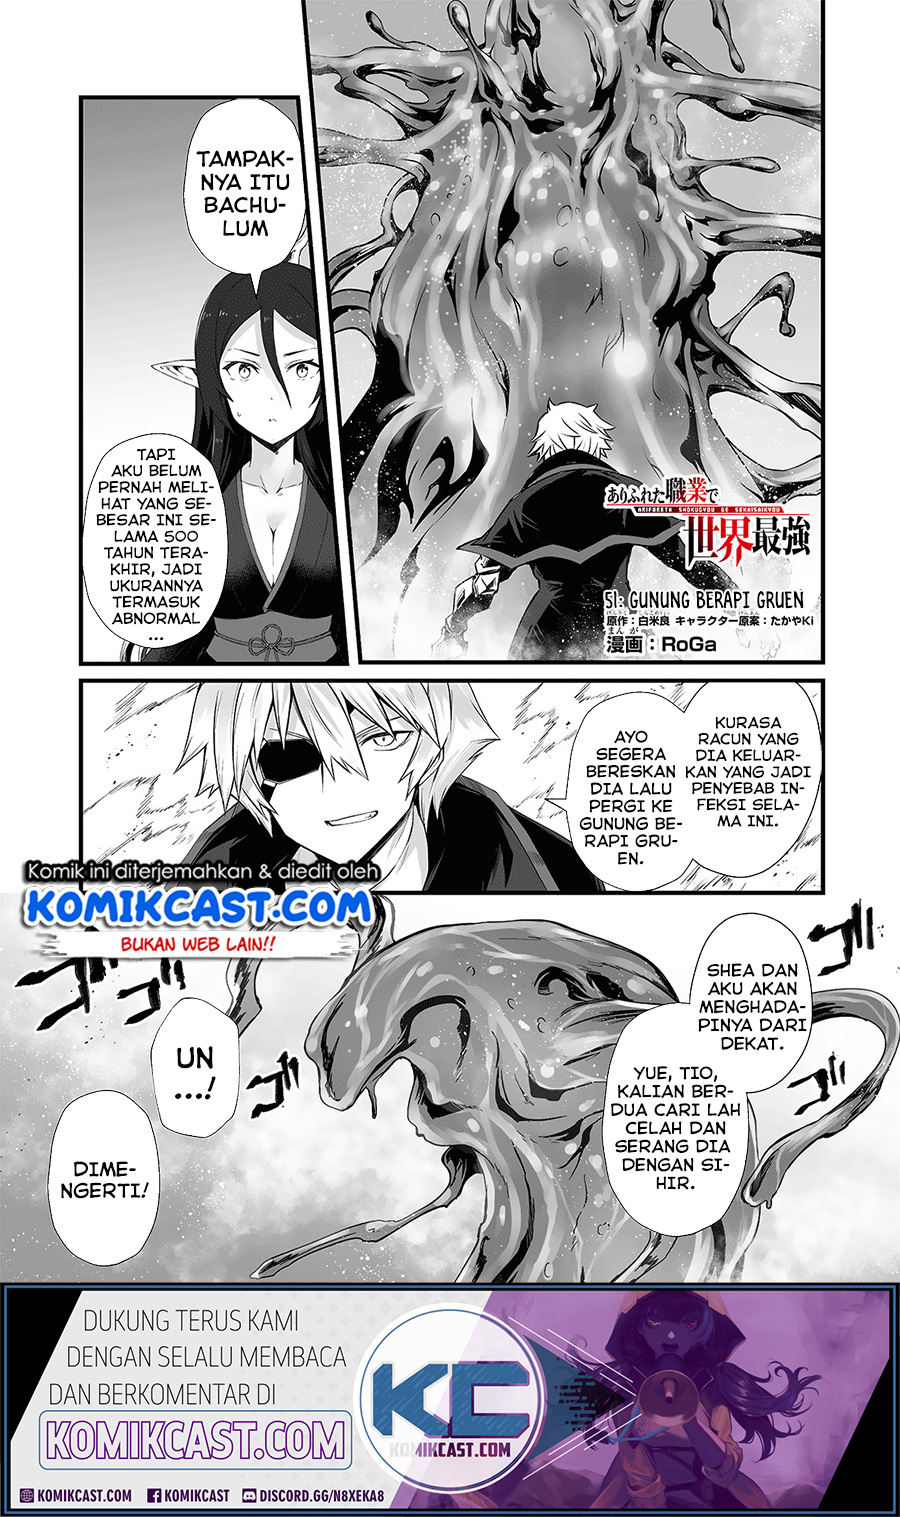 TAMPAK-
NYA ITU
BACHU-
LUM
TAPI
AKU BELUM
PERNAH MELI-
HAT YANG SE-
BESAR INI SE-
LAMA 500
TAHUN TERA-
KHIR, JADI
UKURANNYA
TERMASUK
ABNORMAL
...
ありふれた職業で
ARIFURETA SHOKUGYOU DE SEKAISAIKYOU
世界最強
51: GUNUNG BERAPI GRUEN
原作：白米良 キャラクター原案：たかやKi
漫画：RoGa
KURASA
RACUN YANG
DIA KELUAR-
KAN YANG JADI
PENYEBAB IN-
FEKSI SELA-
MA INI.
AYO
SEGERA
BERESKAN
DIA LALU
PERGI KE
GUNUNG BE-
RAPI GRU-
EN.
Komik ini diterjemahkan & diedit oleh
KOMIKCAST.COM
BUKAN WEB LAIN!!
SHEA DAN
AKU AKAN
MENGHADA-
PINYA DARI
DEKAT.
YUE, TIO,
KALIAN BER-
DUA CARI LAH
CELAH DAN
SERANG DIA
DENGAN SI-
HIR.
UN
...!
DIME-
NGERTI!
DUKUNG TERUS KAMI
DENGAN SELALU MEMBACA
DAN BERKOMENTAR DI
KOMIKCAST.COM
KC
KOMIKCAST.COM
KOMIKCAST.COM KOMIKCAST DISCORD.GG/N8XEKA8